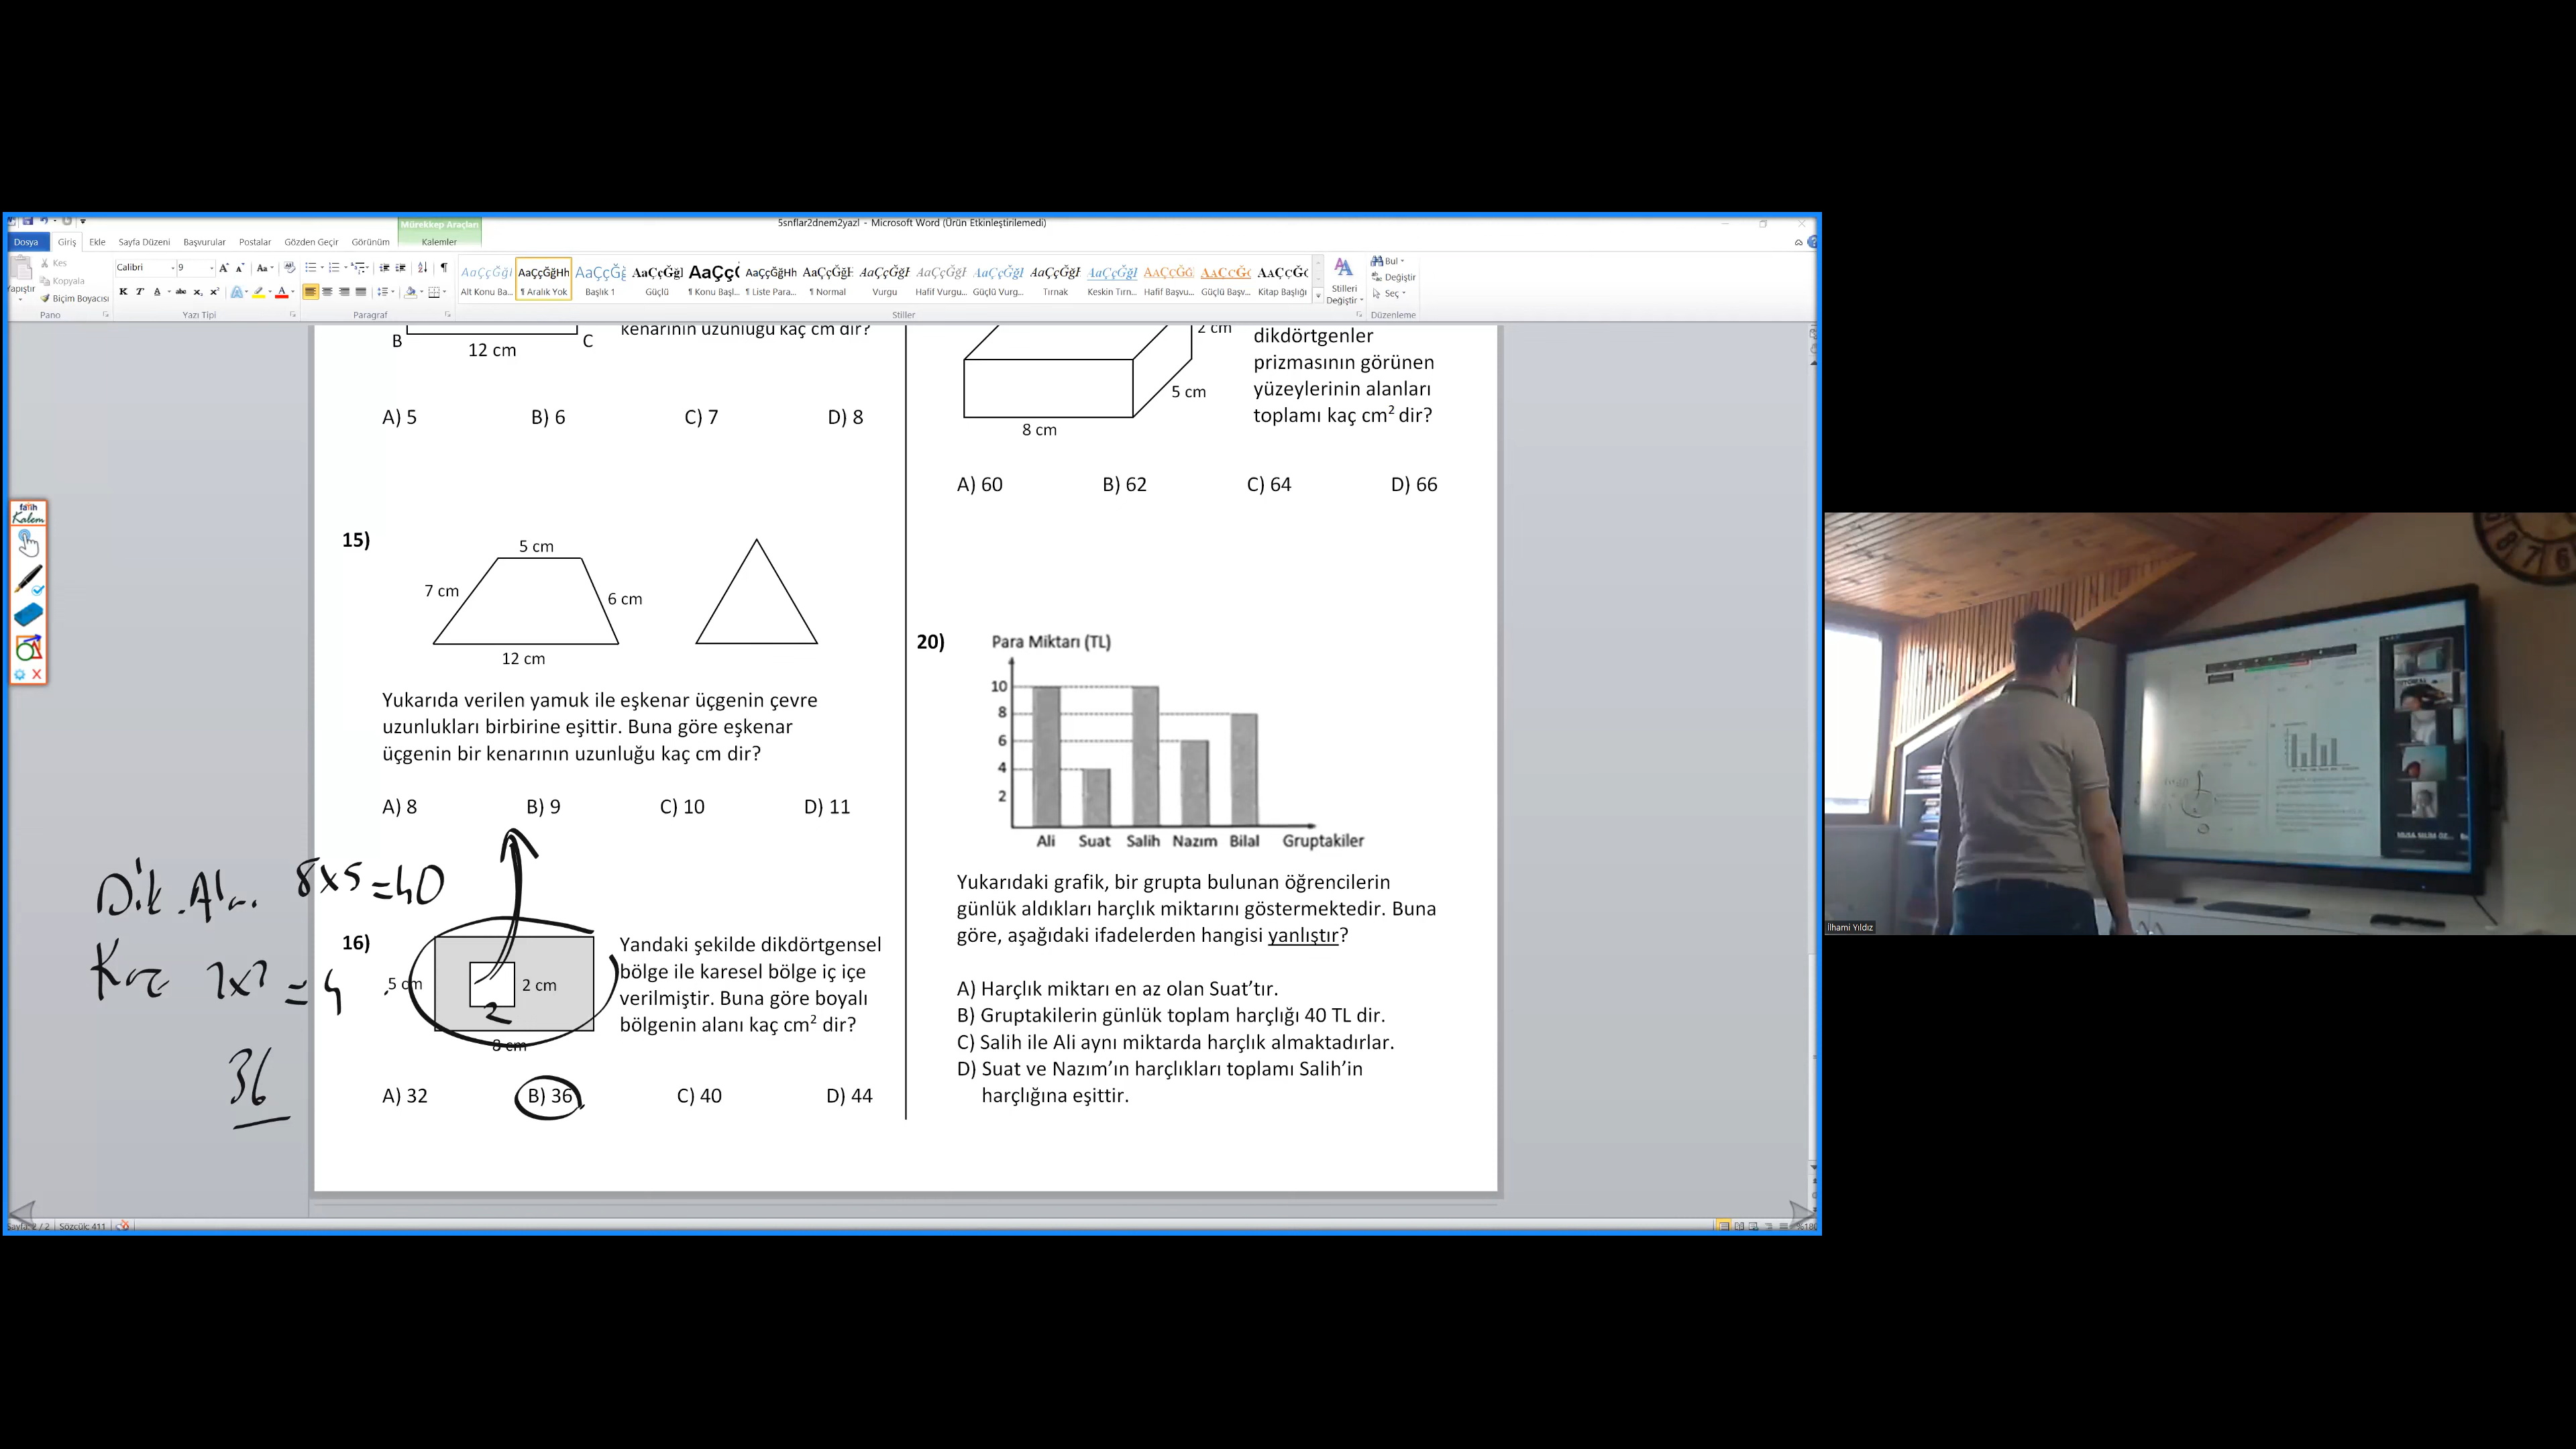 Mürekkep Araçları
5snflar2dnem2yazl - Microsoft Word (Ürün Etkinleştirilemedi)
Dosya Giriş Ekle Sayfa Düzeni Başvurular Postalar Gözden Geçir Görünüm Kalemler
Kes
Kopyala
Biçim Boyacısı
Pano
Calibri 9
Yazı Tipi
Paragraf
Alt Konu Ba... ¶ Aralık Yok Başlık 1 Güçlü ¶ Konu Başl... ¶ Liste Para... ¶ Normal Vurgu Hafif Vurgu... Güçlü Vurg... Tırnak Keskin Tırn... Hafif Başvu... Güçlü Başv... Kitap Başlığı
Stiller
Stilleri
Değiştir
Bul
Değiştir
Seç
Düzenleme
fatih
Kalem
kenarının uzunluğu kaç cm dir?
B C
12 cm
A) 5 B) 6 C) 7 D) 8
15)
5 cm
7 cm
6 cm
12 cm
Yukarıda verilen yamuk ile eşkenar üçgenin çevre
uzunlukları birbirine eşittir. Buna göre eşkenar
üçgenin bir kenarının uzunluğu kaç cm dir?
A) 8 B) 9 C) 10 D) 11
8x5=40
= 4
36
16)
5 cm
2 cm
2
8 cm
Yandaki şekilde dikdörtgensel
bölge ile karesel bölge iç içe
verilmiştir. Buna göre boyalı
bölgenin alanı kaç cm² dir?
A) 32 B) 36 C) 40 D) 44
2 cm
5 cm
8 cm
dikdörtgenler
prizmasının görünen
yüzeylerinin alanları
toplamı kaç cm² dir?
A) 60 B) 62 C) 64 D) 66
20)
Para Miktarı (TL)
10
8
6
4
2
Ali Suat Salih Nazım Bilal Gruptakiler
Yukarıdaki grafik, bir grupta bulunan öğrencilerin
günlük aldıkları harçlık miktarını göstermektedir. Buna
göre, aşağıdaki ifadelerden hangisi yanlıştır?
A) Harçlık miktarı en az olan Suat’tır.
B) Gruptakilerin günlük toplam harçlığı 40 TL dir.
C) Salih ile Ali aynı miktarda harçlık almaktadırlar.
D) Suat ve Nazım’ın harçlıkları toplamı Salih’in
harçlığına eşittir.
Sayfa: 2 / 2 Sözcük: 411
İlhami Yıldız